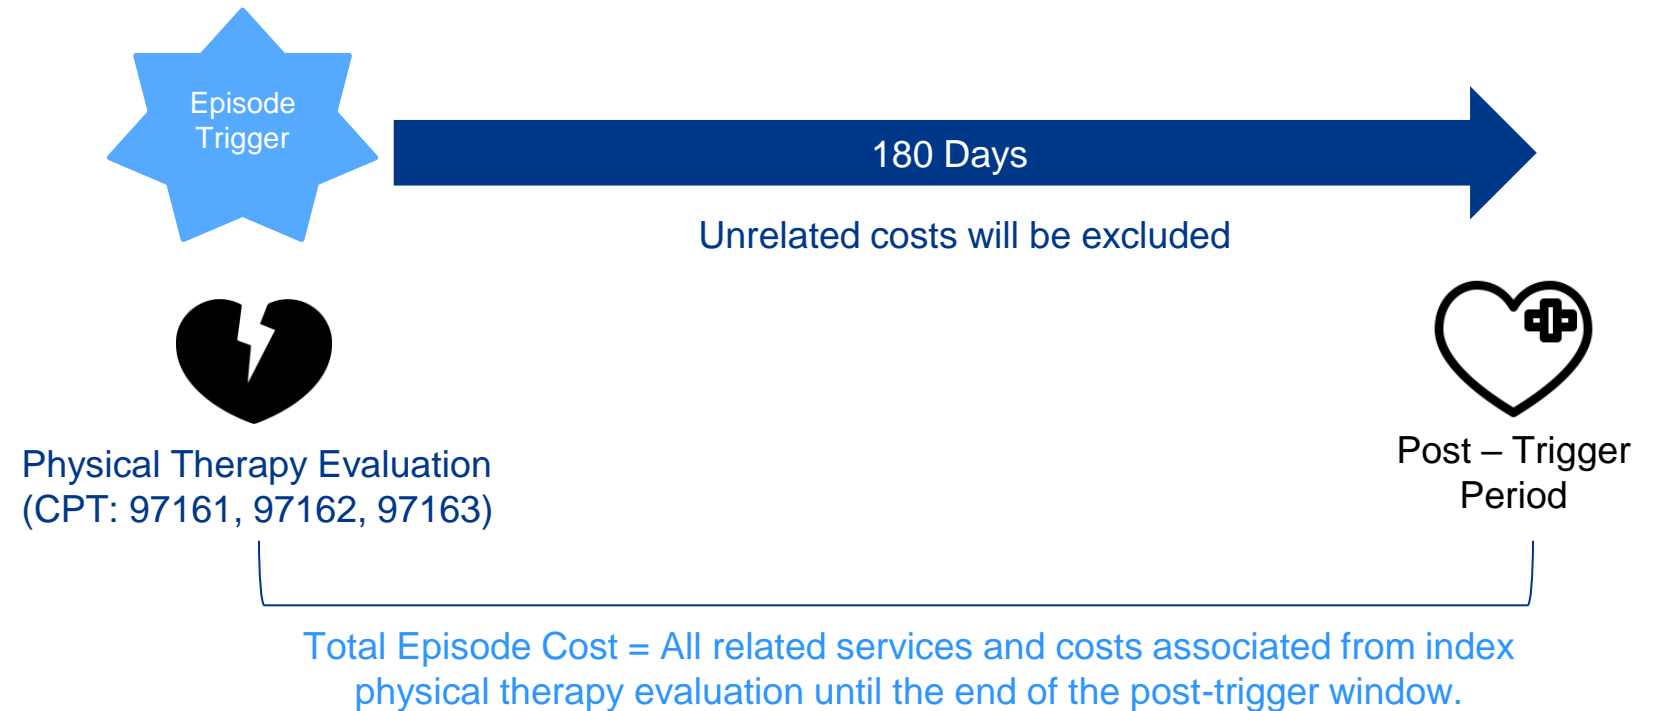 Episode
Trigger
180 Days
Unrelated costs will be excluded
Physical Therapy Evaluation
(CPT: 97161, 97162, 97163)
Post – Trigger
Period
Total Episode Cost = All related services and costs associated from index
physical therapy evaluation until the end of the post-trigger window.